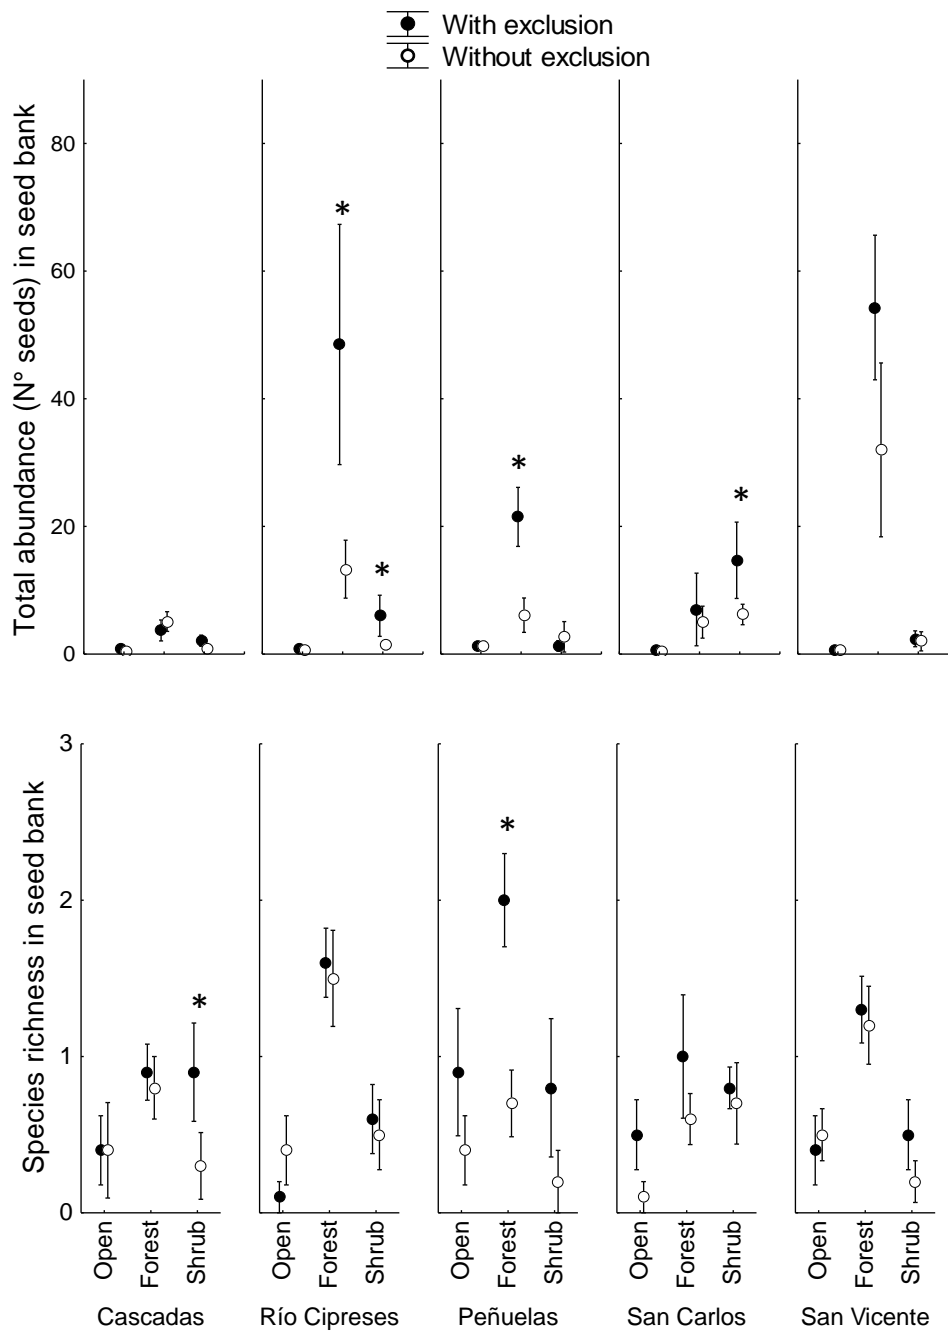 With exclusion
Without exclusion
Total abundance (N° seeds) in seed bank
80
60
40
20
0
*
*
*
*
Species richness in seed bank
3
2
1
0
*
*
Open Forest Shrub Open Forest Shrub Open Forest Shrub Open Forest Shrub Open Forest Shrub
Cascadas Río Cipreses Peñuelas San Carlos San Vicente